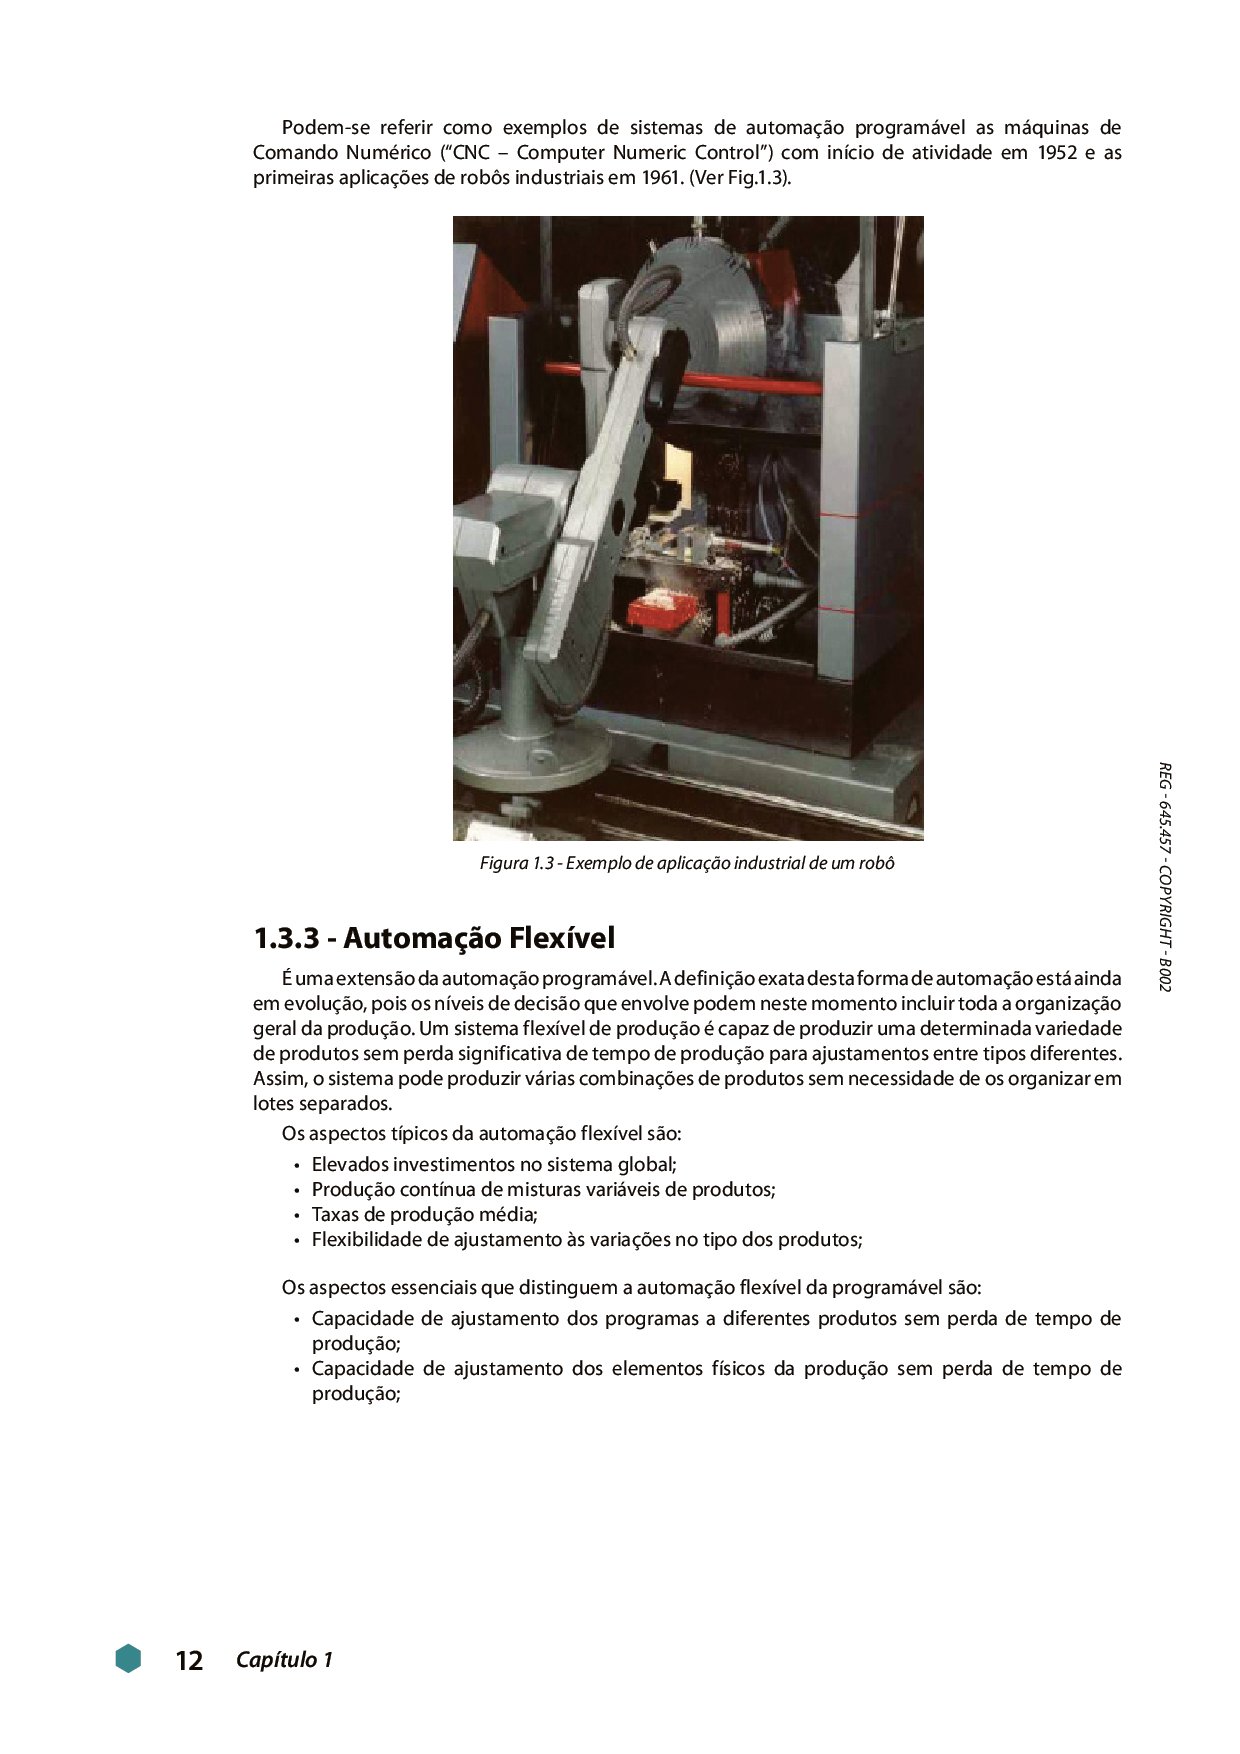 Podem-se referir como exemplos de sistemas de automação programável as máquinas de
Comando Numérico (“CNC – Computer Numeric Control”) com início de atividade em 1952 e as
primeiras aplicações de robôs industriais em 1961. (Ver Fig.1.3).
Figura 1.3 - Exemplo de aplicação industrial de um robô
1.3.3 - Automação Flexível
É uma extensão da automação programável. A definição exata desta forma de automação está ainda
em evolução, pois os níveis de decisão que envolve podem neste momento incluir toda a organização
geral da produção. Um sistema flexível de produção é capaz de produzir uma determinada variedade
de produtos sem perda significativa de tempo de produção para ajustamentos entre tipos diferentes.
Assim, o sistema pode produzir várias combinações de produtos sem necessidade de os organizar em
lotes separados.
Os aspectos típicos da automação flexível são:
• Elevados investimentos no sistema global;
• Produção contínua de misturas variáveis de produtos;
• Taxas de produção média;
• Flexibilidade de ajustamento às variações no tipo dos produtos;
Os aspectos essenciais que distinguem a automação flexível da programável são:
• Capacidade de ajustamento dos programas a diferentes produtos sem perda de tempo de
produção;
• Capacidade de ajustamento dos elementos físicos da produção sem perda de tempo de
produção;
REG - 645.457 - COPYRIGHT - B002
12 Capítulo 1